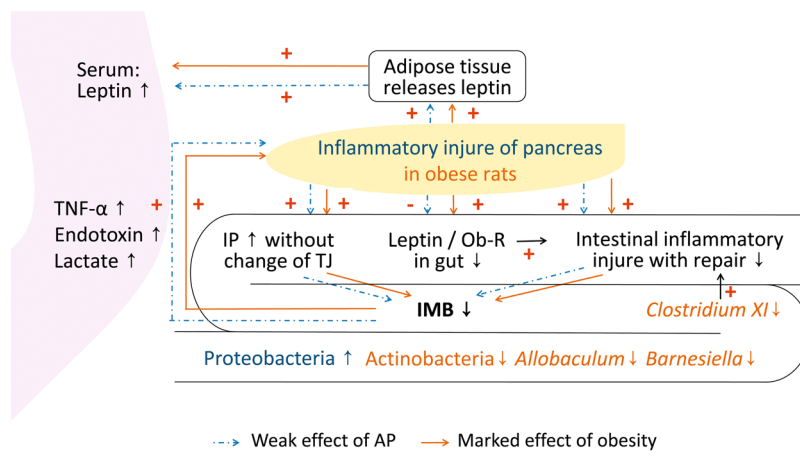 Serum:
Leptin ↑
+
+
Adipose tissue
releases leptin
+ +
Inflammatory injure of pancreas
in obese rats
TNF-α ↑
Endotoxin ↑
Lactate ↑
+ +
+ + - + + +
IP ↑ without
change of TJ
Leptin / Ob-R
in gut ↓
+
Intestinal inflammatory
injure with repair ↓
IMB ↓
+
Clostridium XI ↓
Proteobacteria ↑ Actinobacteria ↓ Allobaculum ↓ Barnesiella ↓
Weak effect of AP Marked effect of obesity